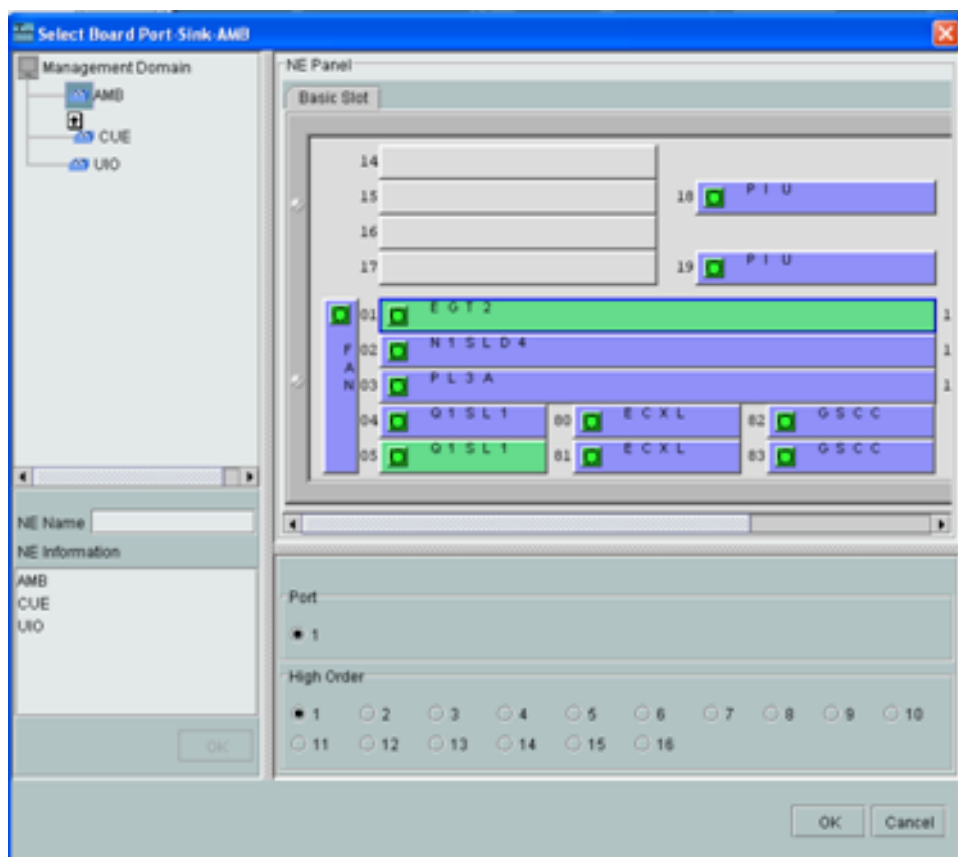 Select Board Port-Sink-AMB
Management Domain
AMB
CUE
UIO
NE Name
NE Information
AMB
CUE
UIO
OK
NE Panel
Basic Slot
14
15
16
17
18 PIU
19 PIU
FAN
01 EGT2 1
02 N1SLD4 1
03 PL3A 1
04 Q1SL1 80 ECXL 82 GSCC
05 Q1SL1 81 ECXL 83 GSCC
Port
1
High Order
1 2 3 4 5 6 7 8 9 10
11 12 13 14 15 16
OK Cancel